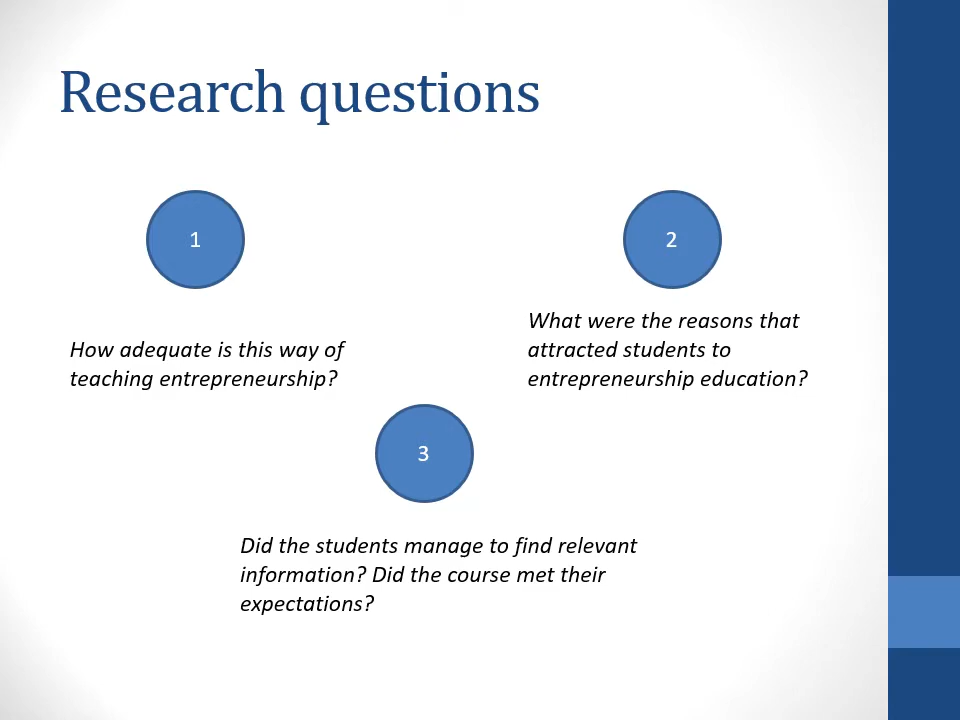 Research questions
1
How adequate is this way of
teaching entrepreneurship?
2
What were the reasons that
attracted students to
entrepreneurship education?
3
Did the students manage to find relevant
information? Did the course met their
expectations?